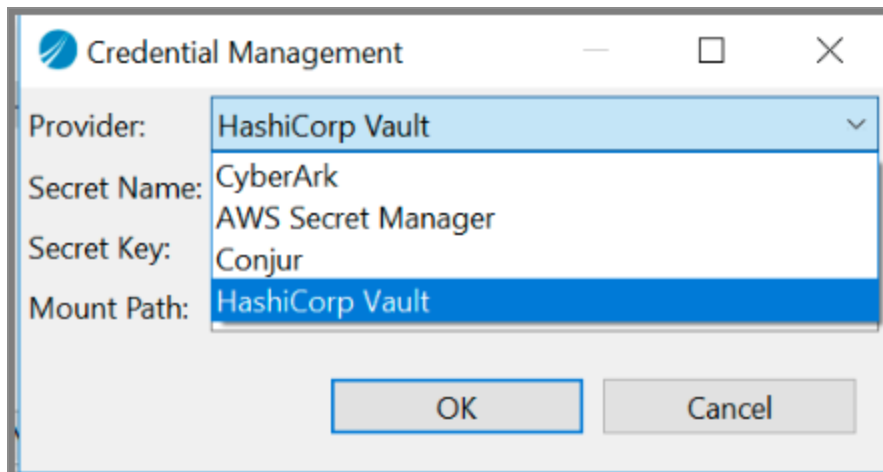 Credential Management
Provider: HashiCorp Vault
CyberArk
Secret Name:
AWS Secret Manager
Secret Key:
Conjur
Mount Path:
HashiCorp Vault
OK Cancel